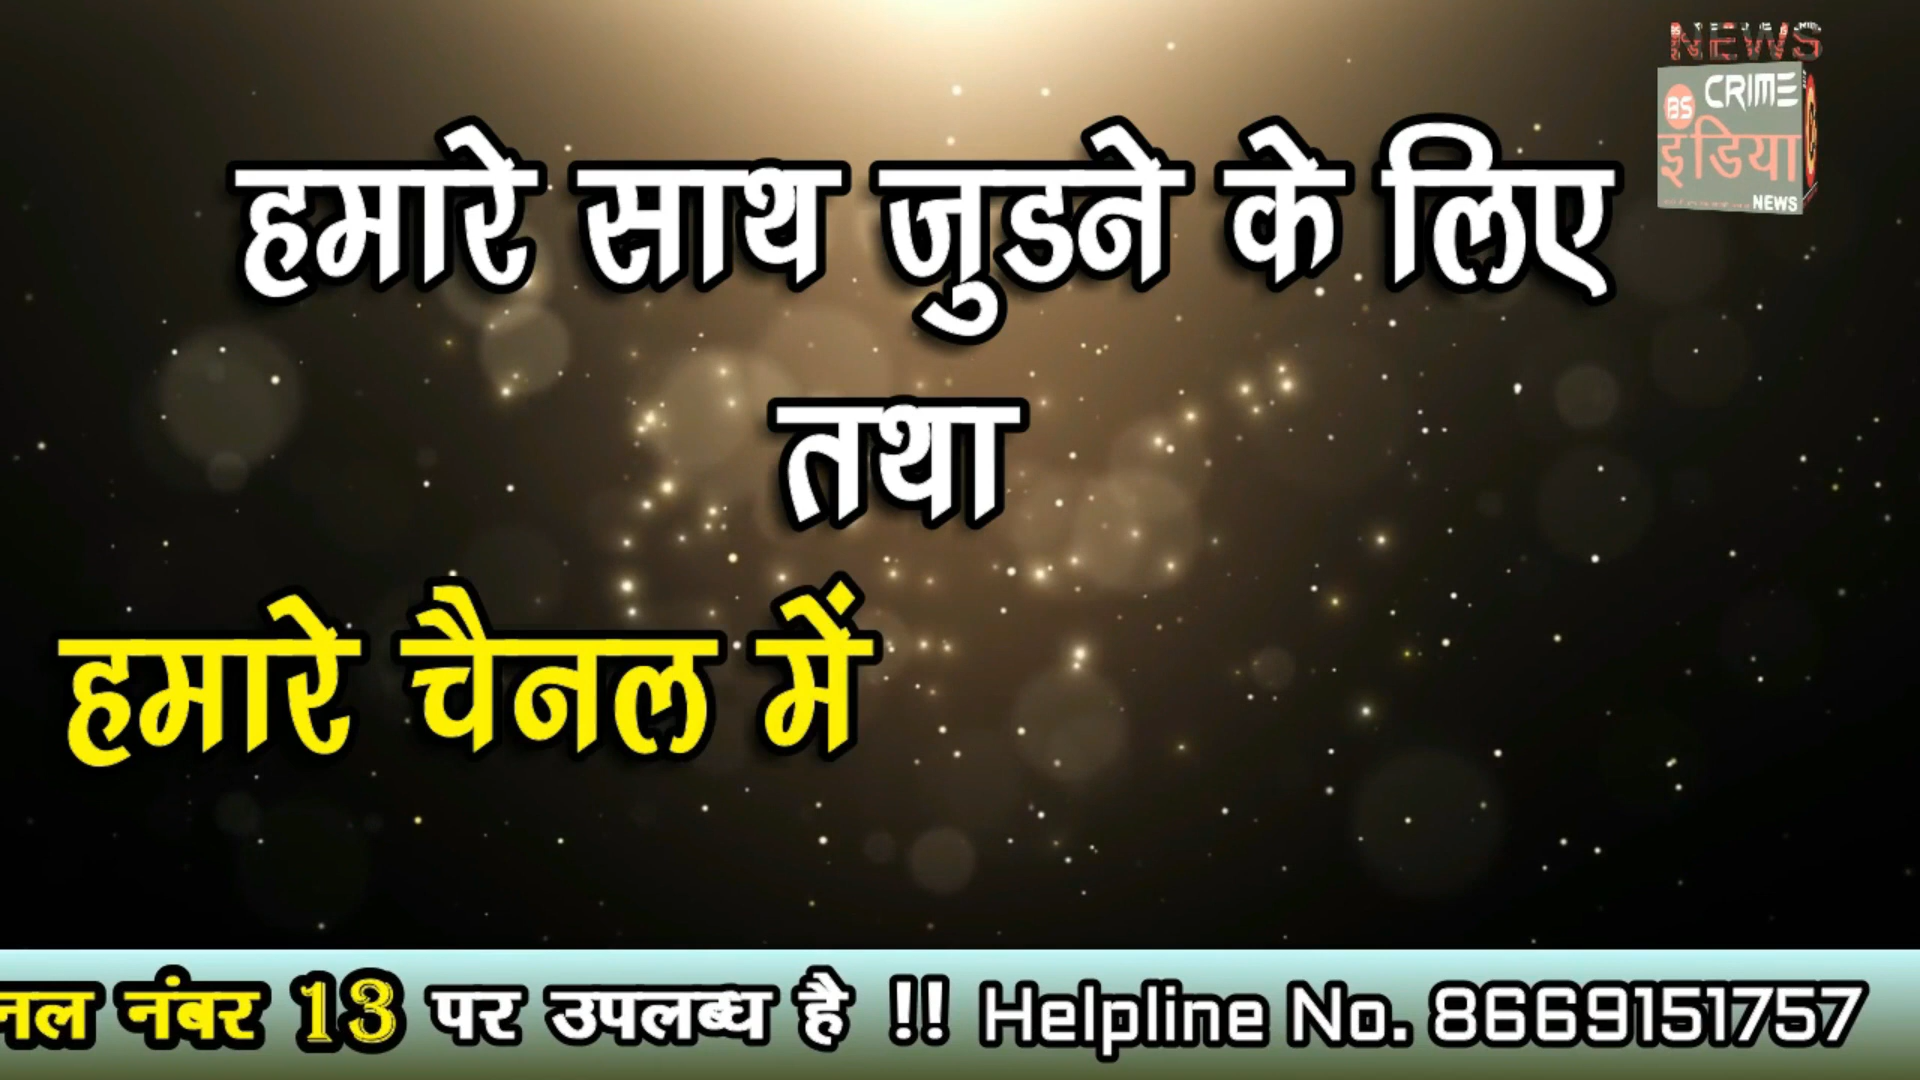 NEWS
BS CRIME
इंडिया
NEWS
हमारे साथ जुडने के लिए
तथा
हमारे चैनल में
नल नंबर 13 पर उपलब्ध है !! Helpline No. 8669151757